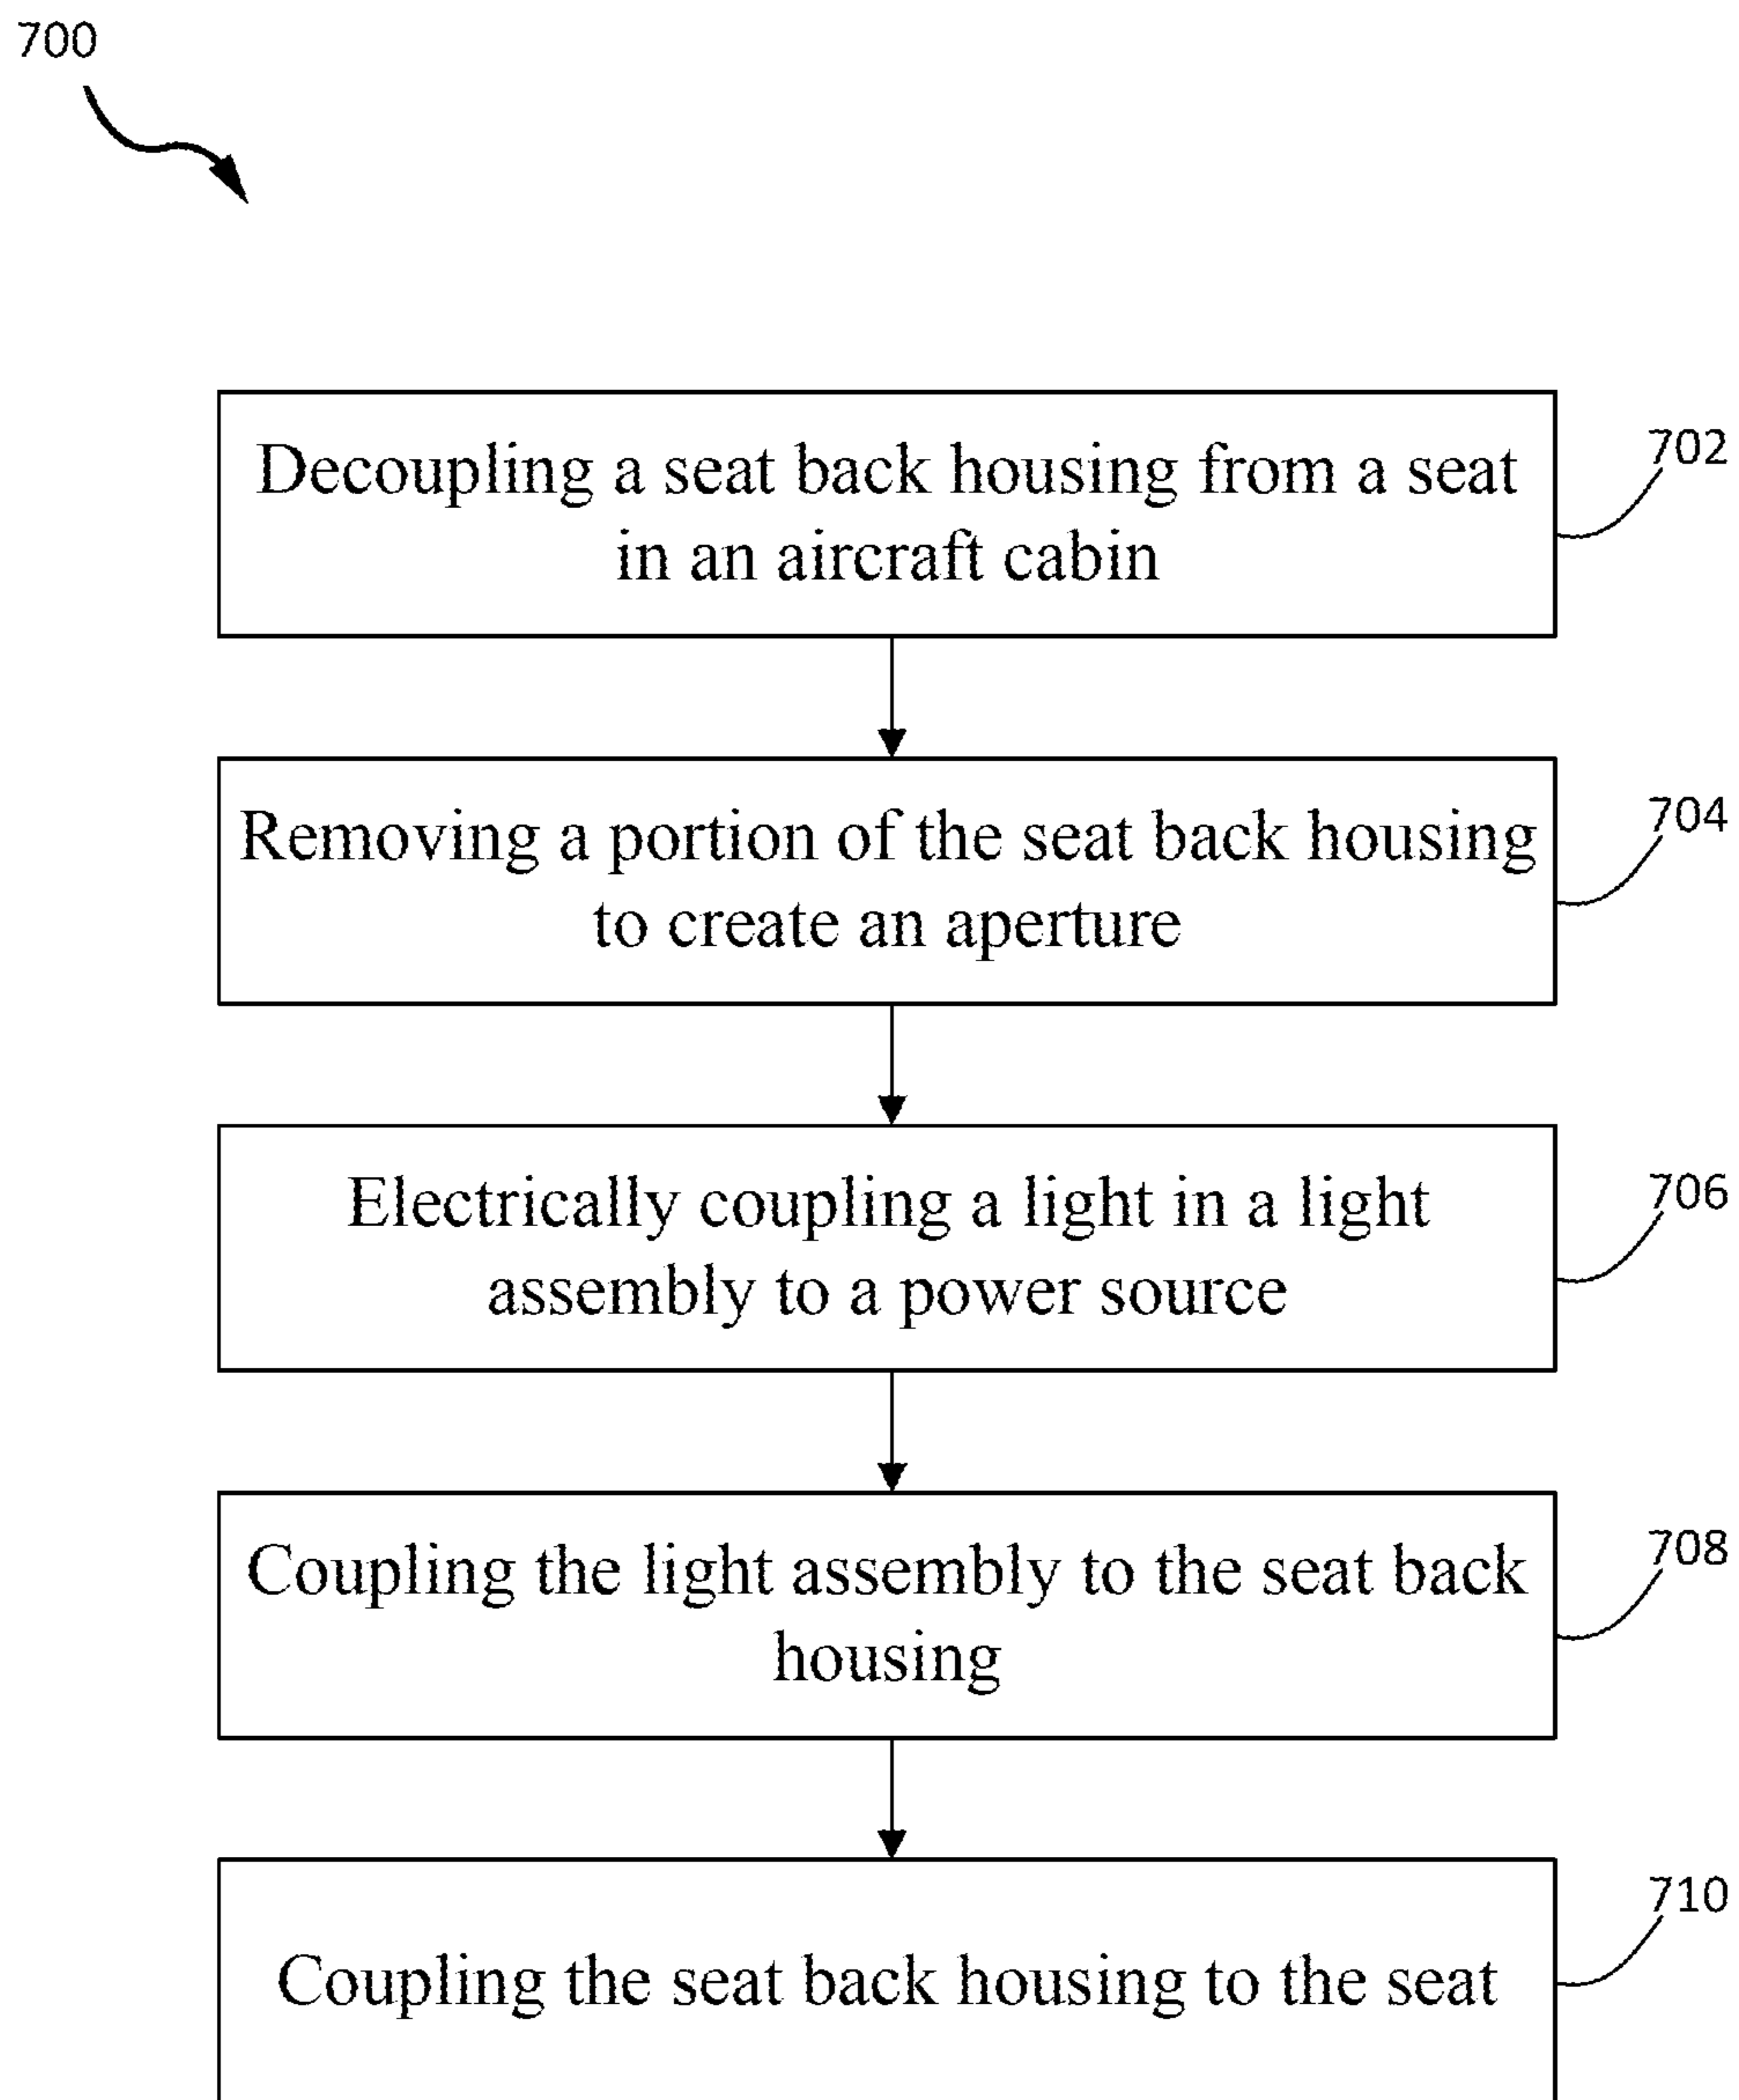 700
Decoupling a seat back housing from a seat
in an aircraft cabin
702
Removing a portion of the seat back housing
to create an aperture
704
Electrically coupling a light in a light
assembly to a power source
706
Coupling the light assembly to the seat back
housing
708
Coupling the seat back housing to the seat
710